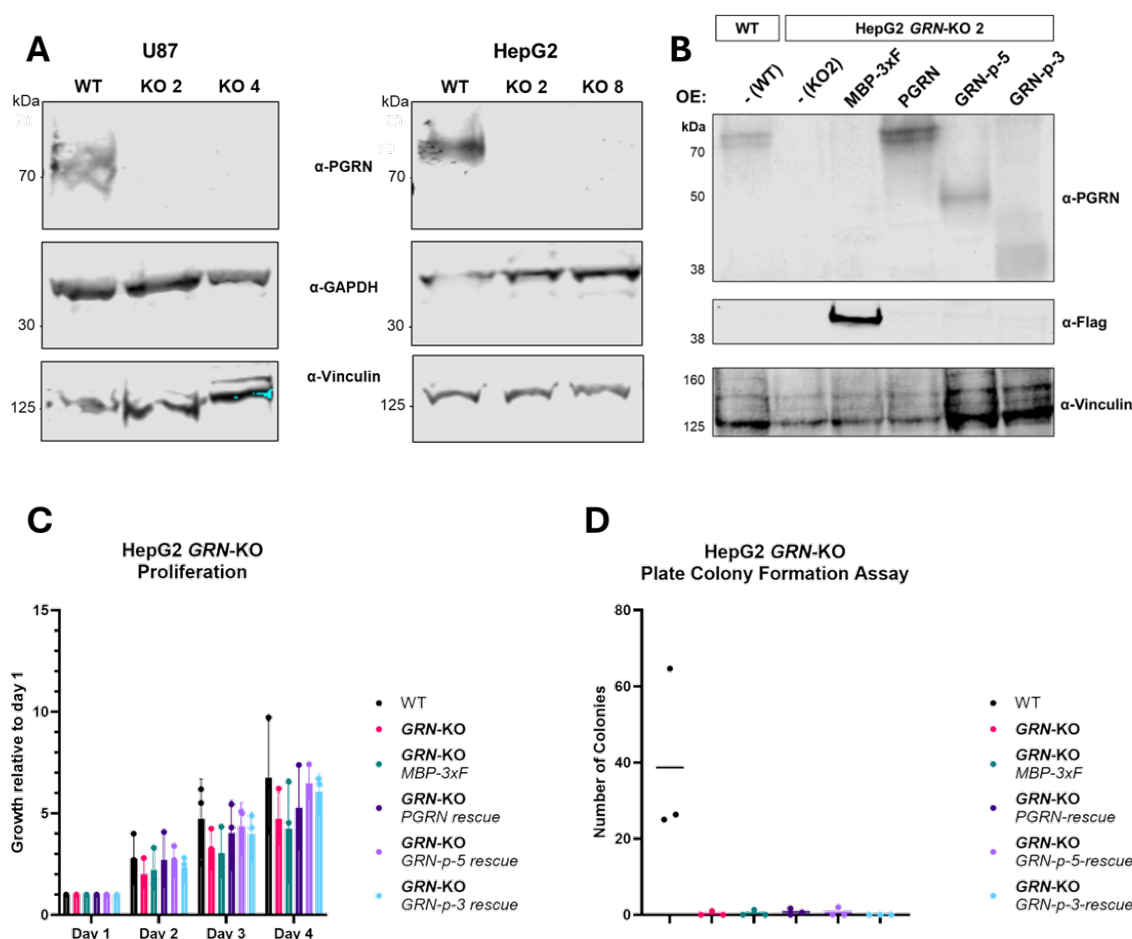 A
U87
HepG2
WT KO 2 KO 4
WT KO 2 KO 8
kDa
kDa
70
70
α-PGRN
α-GAPDH
30
30
α-Vinculin
125
125
B
WT
HepG2 GRN-KO 2
OE:
- (WT)
- (KO2)
MBP-3xF
PGRN
GRN-p-5
GRN-p-3
kDa
70
50
38
α-PGRN
38
α-Flag
160
125
α-Vinculin
C
HepG2 GRN-KO
Proliferation
Growth relative to day 1
15
10
5
0
Day 1 Day 2 Day 3 Day 4
WT
GRN-KO
GRN-KO
MBP-3xF
GRN-KO
PGRN rescue
GRN-KO
GRN-p-5 rescue
GRN-KO
GRN-p-3 rescue
D
HepG2 GRN-KO
Plate Colony Formation Assay
Number of Colonies
80
60
40
20
0
WT
GRN-KO
GRN-KO
MBP-3xF
GRN-KO
PGRN-rescue
GRN-KO
GRN-p-5-rescue
GRN-KO
GRN-p-3-rescue